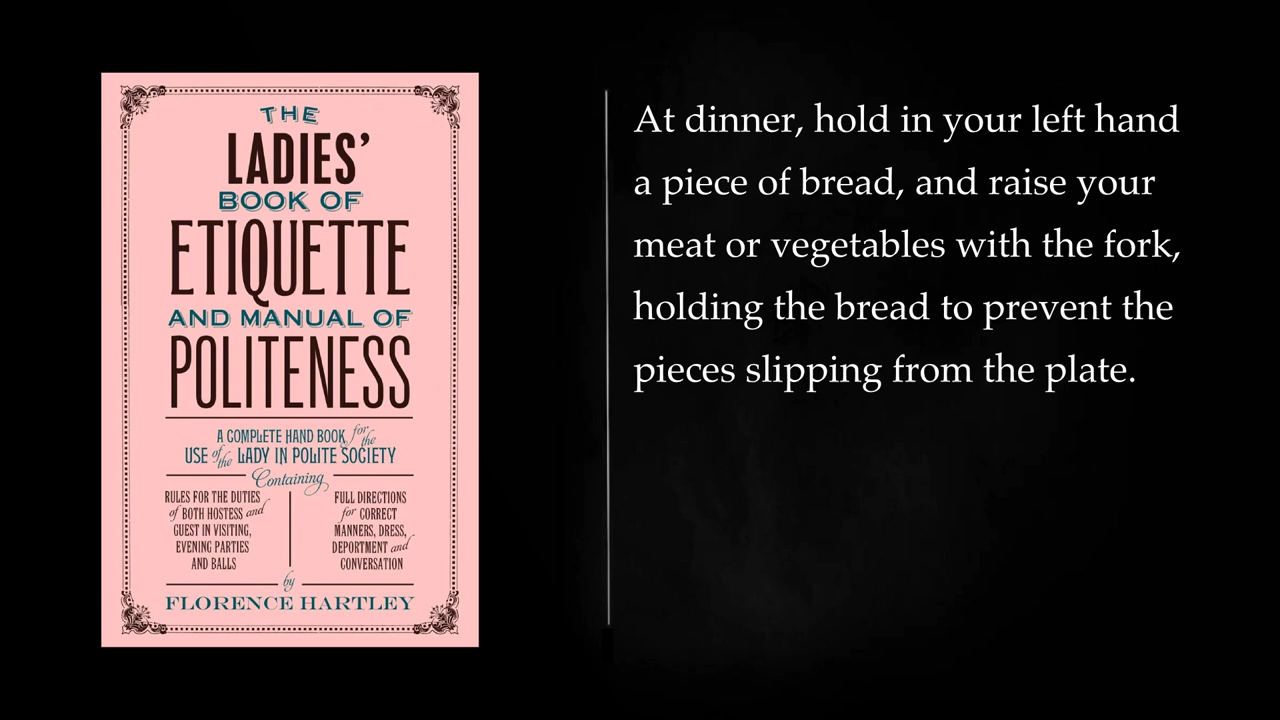 THE
LADIES'
BOOK OF
ETIQUETTE
AND MANUAL OF
POLITENESS
A COMPLETE HAND BOOK for the
USE of the LADY IN POLITE SOCIETY
Containing
RULES FOR THE DUTIES
of BOTH HOSTESS and
GUEST IN VISITING,
EVENING PARTIES
AND BALLS
FULL DIRECTIONS
for CORRECT
MANNERS, DRESS,
DEPORTMENT and
CONVERSATION
by
FLORENCE HARTLEY
At dinner, hold in your left hand
a piece of bread, and raise your
meat or vegetables with the fork,
holding the bread to prevent the
pieces slipping from the plate.